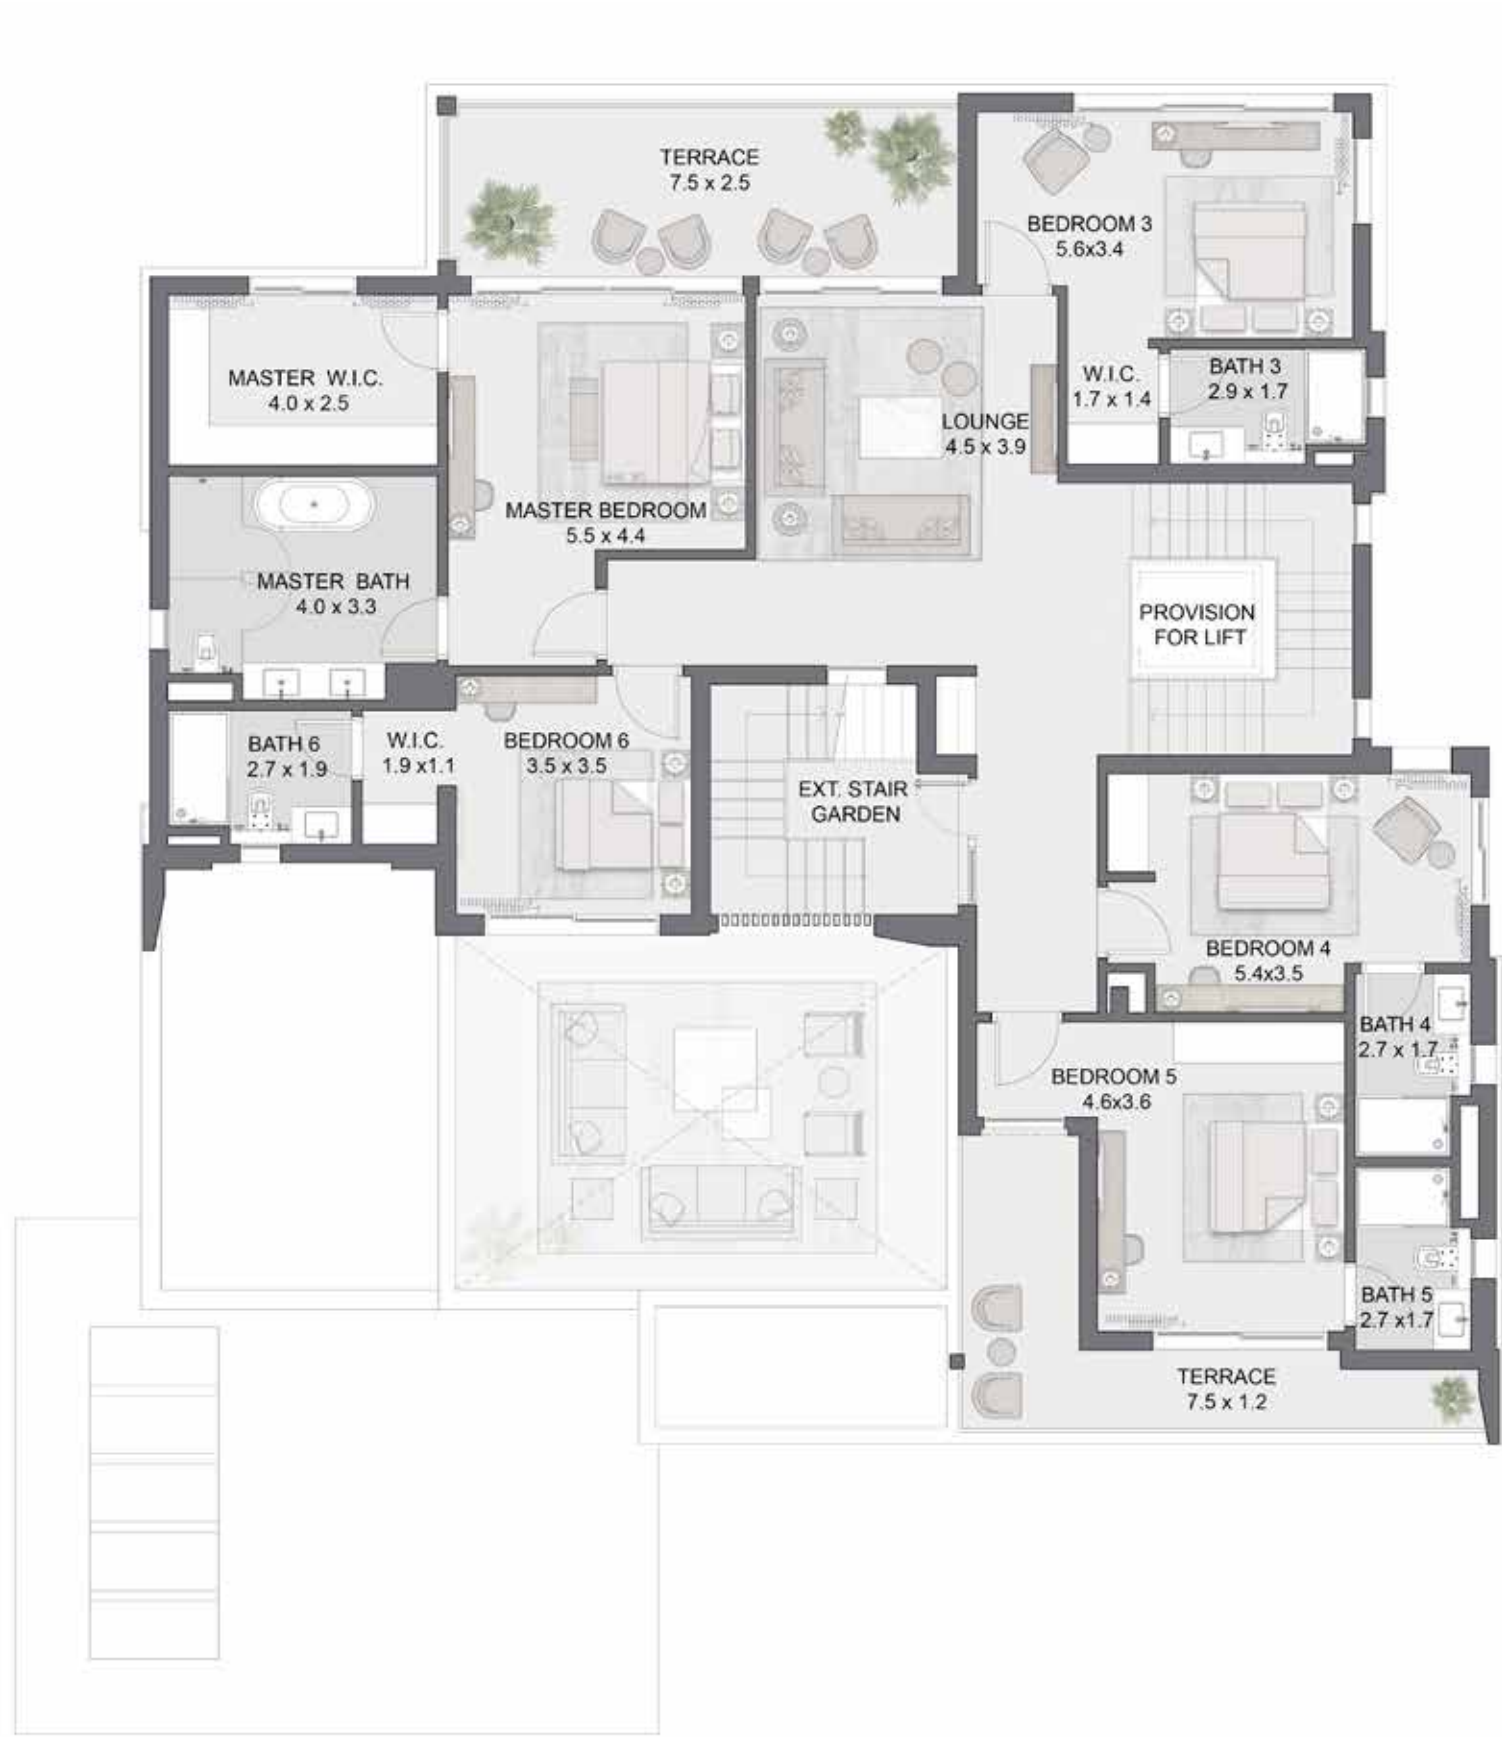 TERRACE
7.5 x 2.5
BEDROOM 3
5.6x3.4
MASTER W.I.C.
4.0 x 2.5
W.I.C.
1.7 x 1.4
BATH 3
2.9 x 1.7
LOUNGE
4.5 x 3.9
MASTER BEDROOM
5.5 x 4.4
MASTER BATH
4.0 x 3.3
PROVISION
FOR LIFT
BATH 6
2.7 x 1.9
W.I.C.
1.9 x1.1
BEDROOM 6
3.5 x 3.5
EXT. STAIR
GARDEN
BEDROOM 4
5.4x3.5
BATH 4
2.7 x 1.7
BEDROOM 5
4.6x3.6
BATH 5
2.7 x1.7
TERRACE
7.5 x 1.2